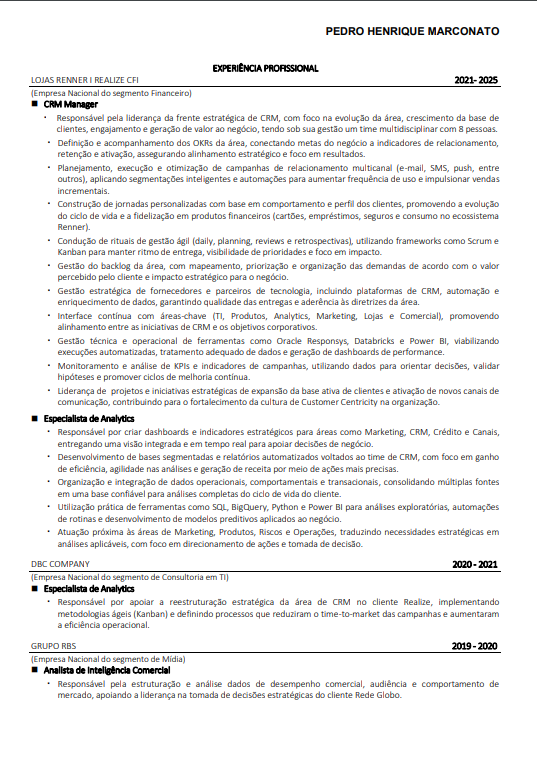 PEDRO HENRIQUE MARCONATO
EXPERIÊNCIA PROFISSIONAL
LOJAS RENNER I REALIZE CFI 2021- 2025
(Empresa Nacional do segmento Financeiro)
■ CRM Manager
• Responsável pela liderança da frente estratégica de CRM, com foco na evolução da área, crescimento da base de
clientes, engajamento e geração de valor ao negócio, tendo sob sua gestão um time multidisciplinar com 8 pessoas.
• Definição e acompanhamento dos OKRs da área, conectando metas do negócio a indicadores de relacionamento,
retenção e ativação, assegurando alinhamento estratégico e foco em resultados.
• Planejamento, execução e otimização de campanhas de relacionamento multicanal (e-mail, SMS, push, entre
outros), aplicando segmentações inteligentes e automações para aumentar frequência de uso e impulsionar vendas
incrementais.
• Construção de jornadas personalizadas com base em comportamento e perfil dos clientes, promovendo a evolução
do ciclo de vida e a fidelização em produtos financeiros (cartões, empréstimos, seguros e consumo no ecossistema
Renner).
• Condução de rituais de gestão ágil (daily, planning, reviews e retrospectivas), utilizando frameworks como Scrum e
Kanban para manter ritmo de entrega, visibilidade de prioridades e foco em impacto.
• Gestão do backlog da área, com mapeamento, priorização e organização das demandas de acordo com o valor
percebido pelo cliente e impacto estratégico para o negócio.
• Gestão estratégica de fornecedores e parceiros de tecnologia, incluindo plataformas de CRM, automação e
enriquecimento de dados, garantindo qualidade das entregas e aderência às diretrizes da área.
• Interface contínua com áreas-chave (TI, Produtos, Analytics, Marketing, Lojas e Comercial), promovendo
alinhamento entre as iniciativas de CRM e os objetivos corporativos.
• Gestão técnica e operacional de ferramentas como Oracle Responsys, Databricks e Power BI, viabilizando
execuções automatizadas, tratamento adequado de dados e geração de dashboards de performance.
• Monitoramento e análise de KPIs e indicadores de campanhas, utilizando dados para orientar decisões, validar
hipóteses e promover ciclos de melhoria contínua.
• Liderança de projetos e iniciativas estratégicas de expansão da base ativa de clientes e ativação de novos canais de
comunicação, contribuindo para o fortalecimento da cultura de Customer Centricity na organização.
■ Especialista de Analytics
• Responsável por criar dashboards e indicadores estratégicos para áreas como Marketing, CRM, Crédito e Canais,
entregando uma visão integrada e em tempo real para apoiar decisões de negócio.
• Desenvolvimento de bases segmentadas e relatórios automatizados voltados ao time de CRM, com foco em ganho
de eficiência, agilidade nas análises e geração de receita por meio de ações mais precisas.
• Organização e integração de dados operacionais, comportamentais e transacionais, consolidando múltiplas fontes
em uma base confiável para análises completas do ciclo de vida do cliente.
• Utilização prática de ferramentas como SQL, BigQuery, Python e Power BI para análises exploratórias, automações
de rotinas e desenvolvimento de modelos preditivos aplicados ao negócio.
• Atuação próxima às áreas de Marketing, Produtos, Riscos e Operações, traduzindo necessidades estratégicas em
análises aplicáveis, com foco em direcionamento de ações e tomada de decisão.
DBC COMPANY 2020 - 2021
(Empresa Nacional do segmento de Consultoria em TI)
■ Especialista de Analytics
• Responsável por apoiar a reestruturação estratégica da área de CRM no cliente Realize, implementando
metodologias ágeis (Kanban) e definindo processos que reduziram o time-to-market das campanhas e aumentaram
a eficiência operacional.
GRUPO RBS 2019 - 2020
(Empresa Nacional do segmento de Mídia)
■ Analista de Inteligência Comercial
• Responsável pela estruturação e análise dados de desempenho comercial, audiência e comportamento de
mercado, apoiando a liderança na tomada de decisões estratégicas do cliente Rede Globo.